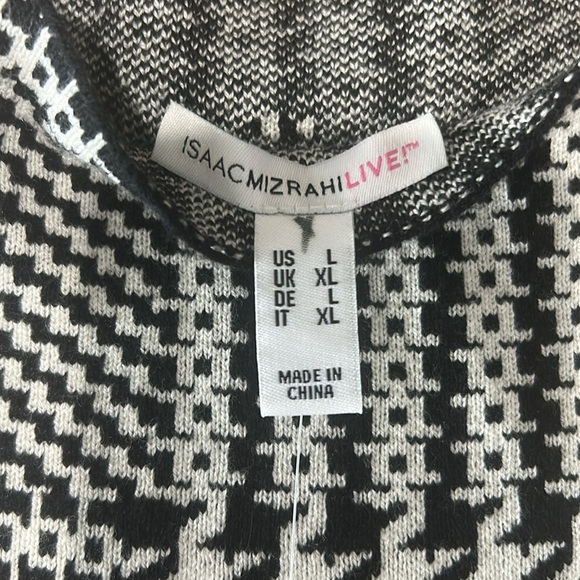 ISAACMIZRAHILIVE!™
US L
UK XL
DE L
IT XL
MADE IN
CHINA